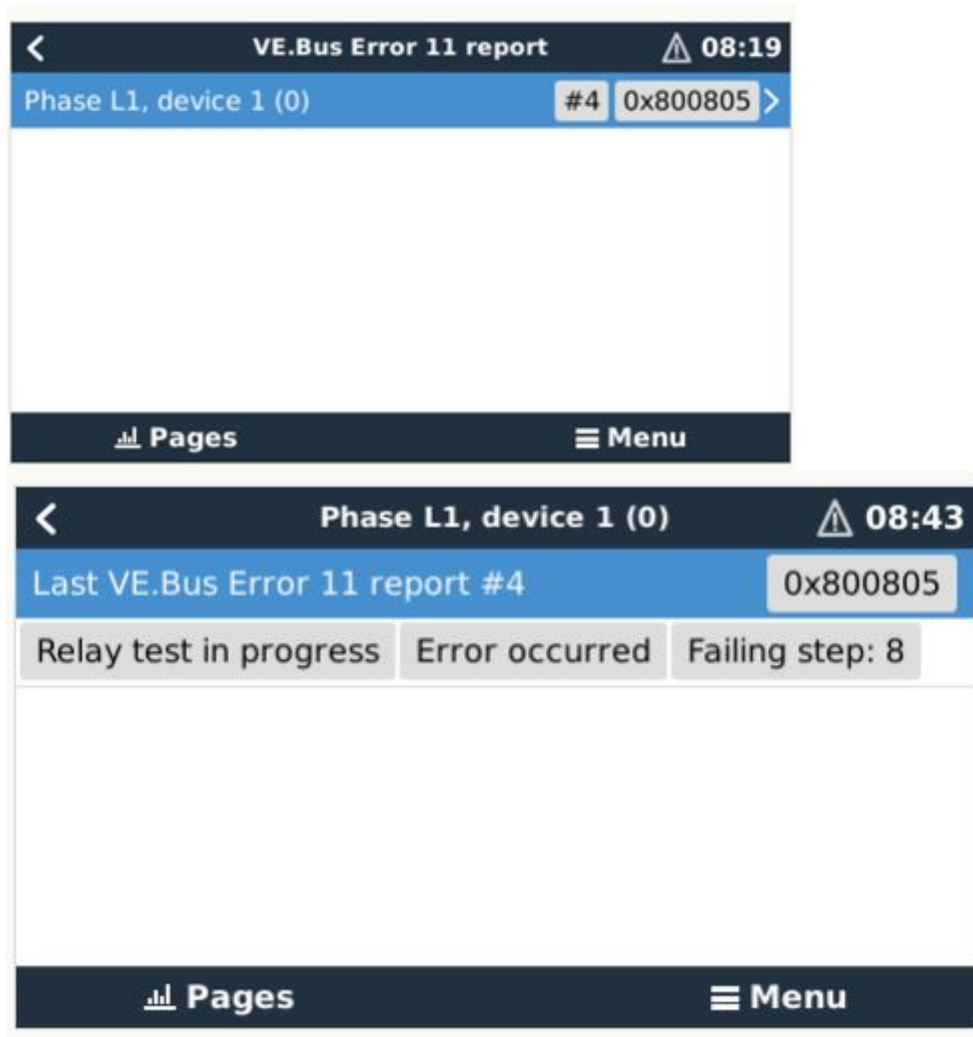 VE.Bus Error 11 report 08:19
Phase L1, device 1 (0) #4 0x800805
Pages Menu
Phase L1, device 1 (0) 08:43
Last VE.Bus Error 11 report #4 0x800805
Relay test in progress Error occurred Failing step: 8
Pages Menu